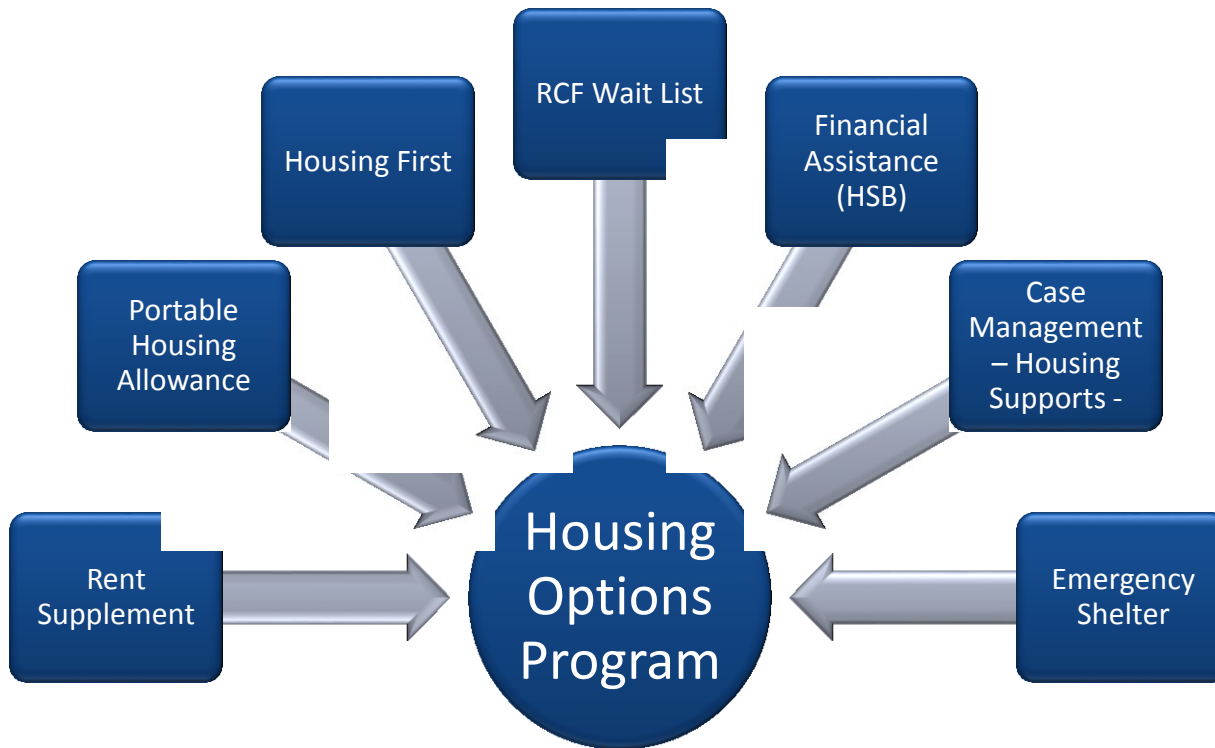 RCF Wait List
Housing First
Financial
Assistance
(HSB)
Portable
Housing
Allowance
Case
Management
– Housing
Supports -
Rent
Supplement
Housing
Options
Program
Emergency
Shelter